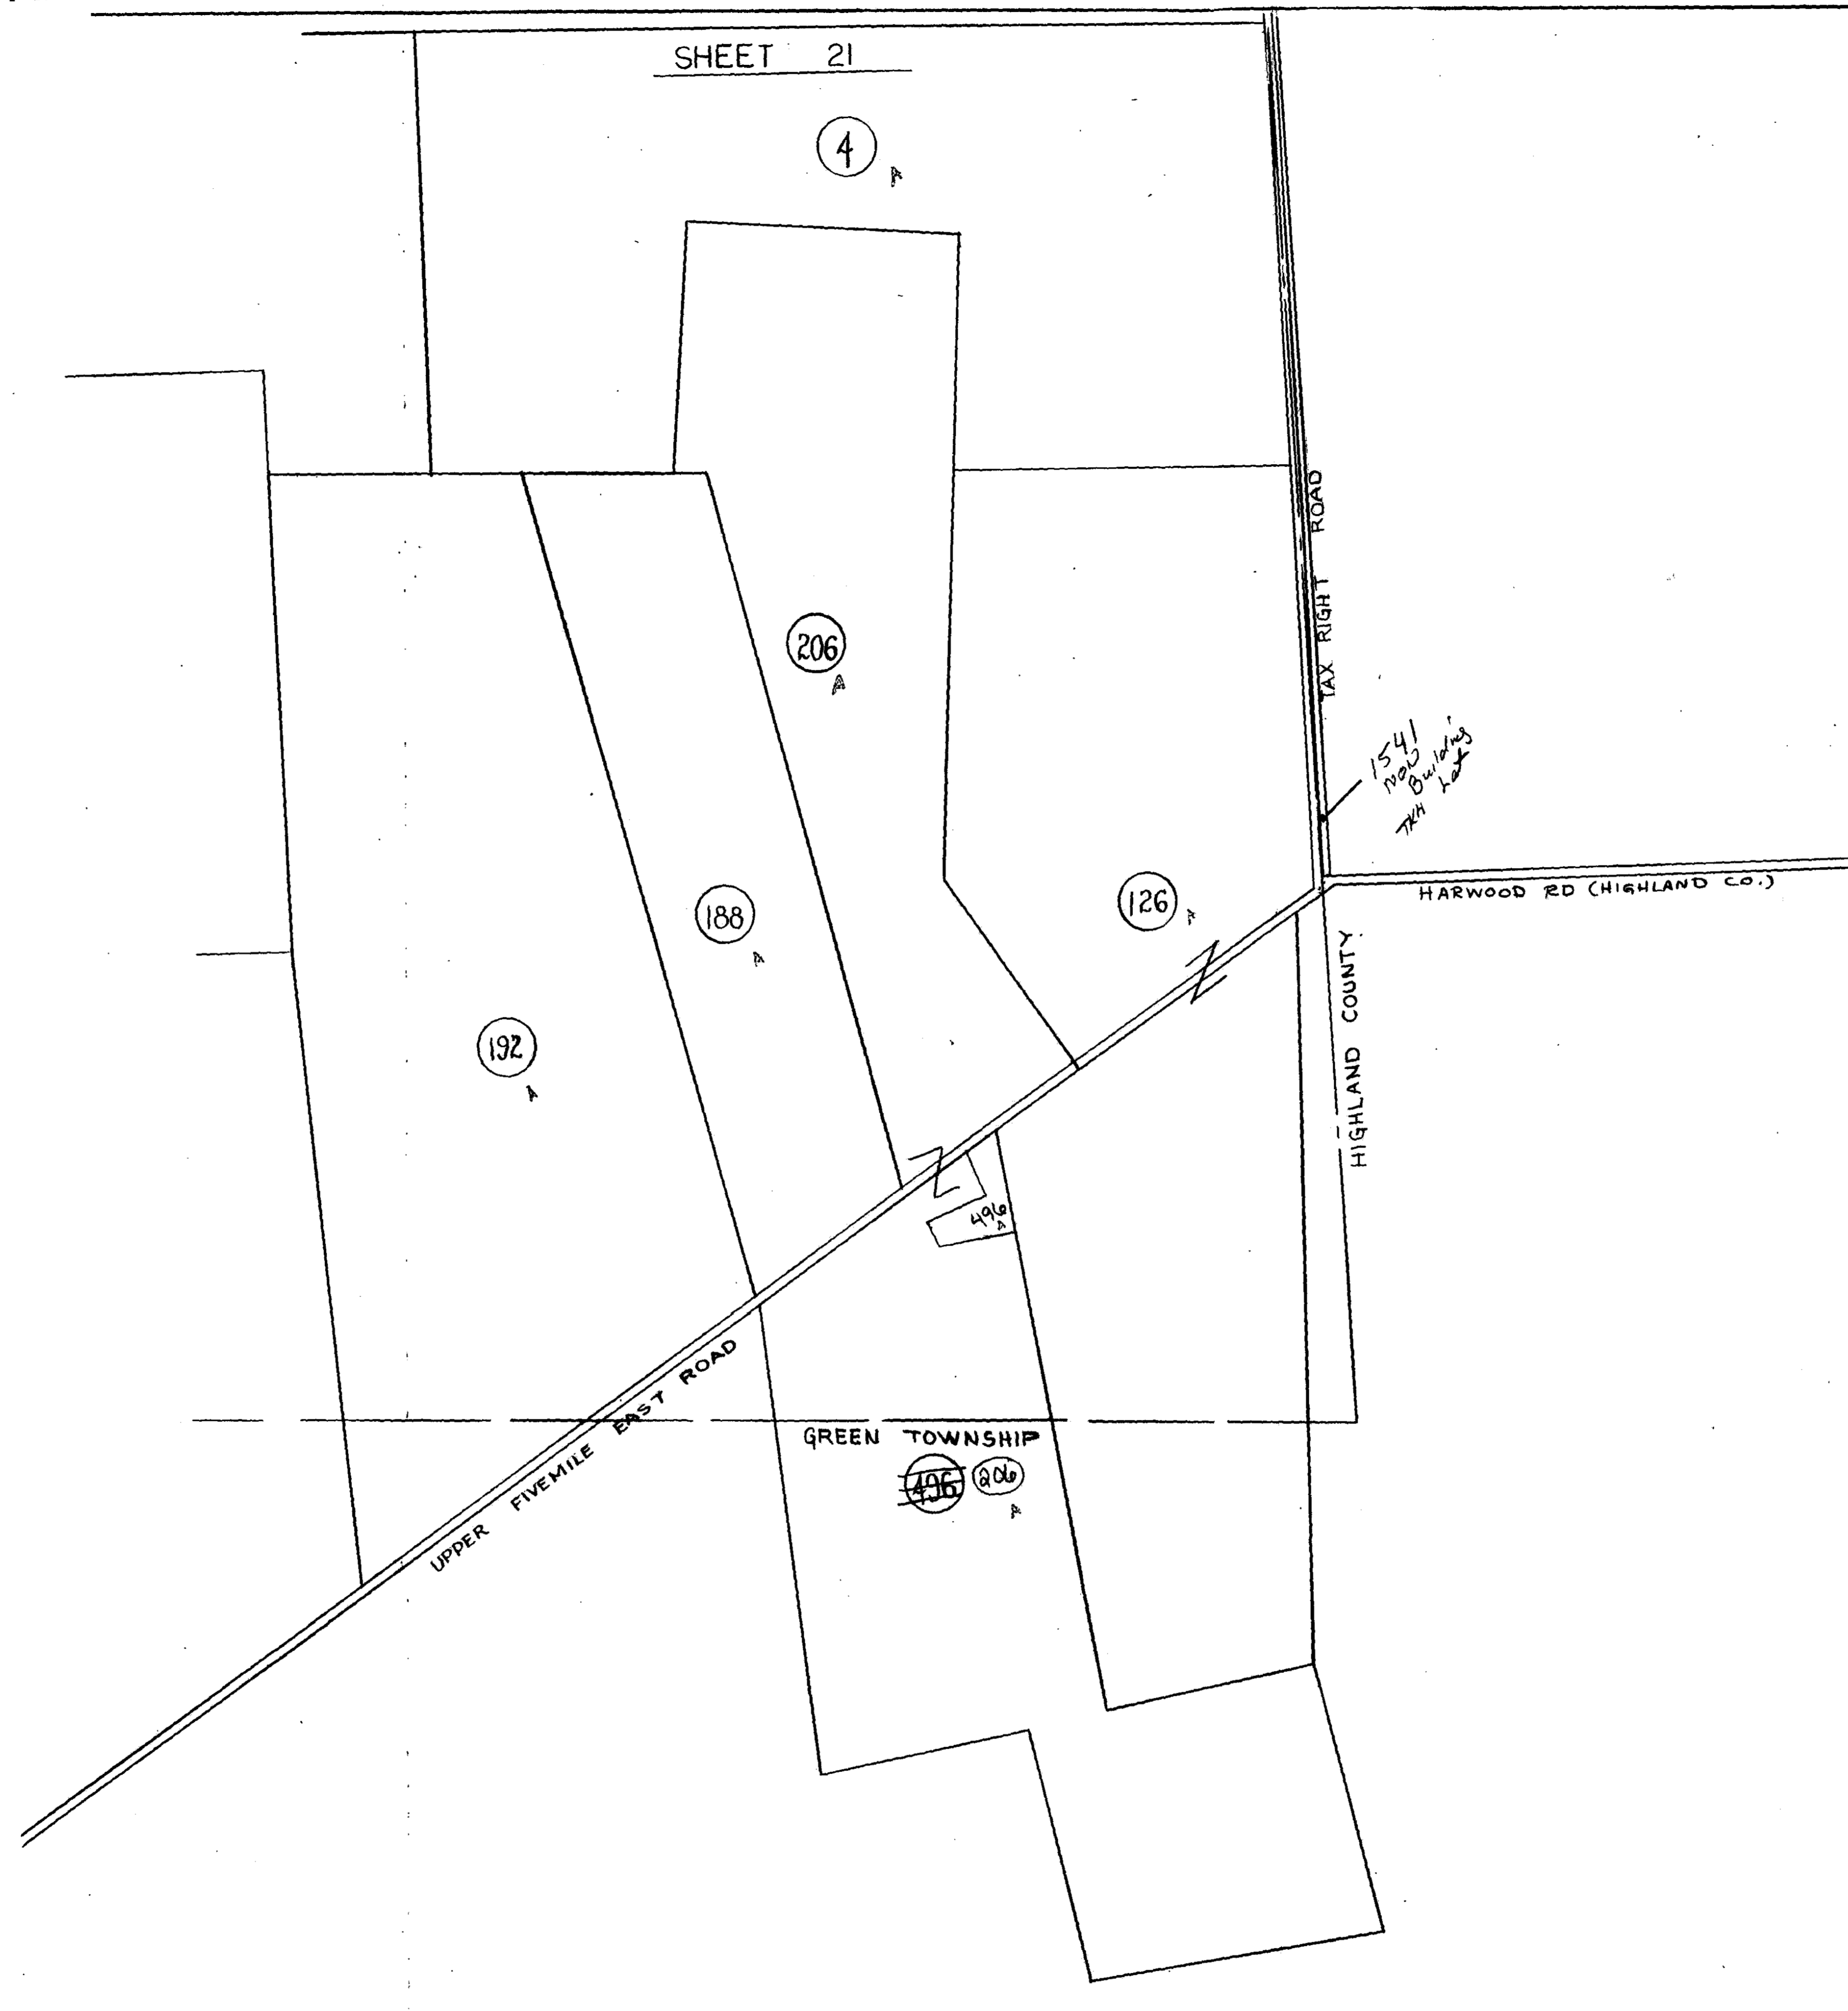 SHEET 21
4
A
206
A
TAX RIGHT ROAD
1541
NON
Building
Lot
TKH
188
A
126
A
HARWOOD RD (HIGHLAND CO.)
192
A
HIGHLAND COUNTY
496
A
UPPER FIVEMILE EAST ROAD
GREEN TOWNSHIP
496 206
A